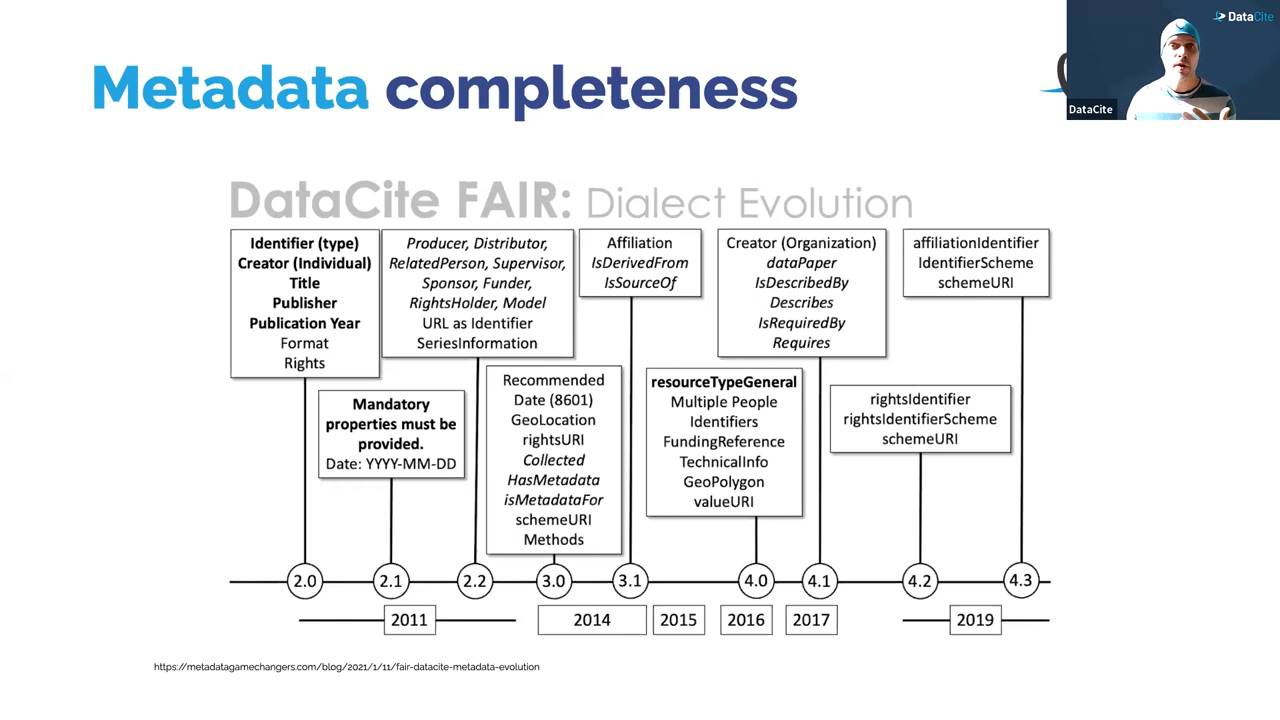 DataCite
DataCite
Metadata completeness
DataCite FAIR: Dialect Evolution
Identifier (type)
Creator (Individual)
Title
Publisher
Publication Year
Format
Rights
Mandatory
properties must be
provided.
Date: YYYY-MM-DD
Producer, Distributor,
RelatedPerson, Supervisor,
Sponsor, Funder,
RightsHolder, Model
URL as Identifier
SeriesInformation
Recommended
Date (8601)
GeoLocation
rightsURI
Collected
HasMetadata
isMetadataFor
schemeURI
Methods
Affiliation
IsDerivedFrom
IsSourceOf
resourceTypeGeneral
Multiple People
Identifiers
FundingReference
TechnicalInfo
GeoPolygon
valueURI
Creator (Organization)
dataPaper
IsDescribedBy
Describes
IsRequiredBy
Requires
rightsIdentifier
rightsIdentifierScheme
schemeURI
affiliationIdentifier
IdentifierScheme
schemeURI
2.0 2.1 2.2 3.0 3.1 4.0 4.1 4.2 4.3
2011 2014 2015 2016 2017 2019
https://metadatagamechangers.com/blog/2021/1/11/fair-datacite-metadata-evolution